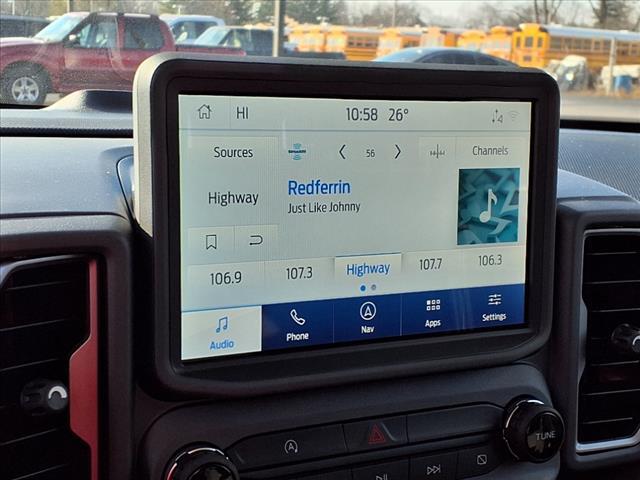 HI 10:58 26°
Sources SIRIUSXM 56 Channels
Highway
Redferrin
Just Like Johnny
106.9 107.3 Highway 107.7 106.3
Audio Phone Nav Apps Settings
TUNE